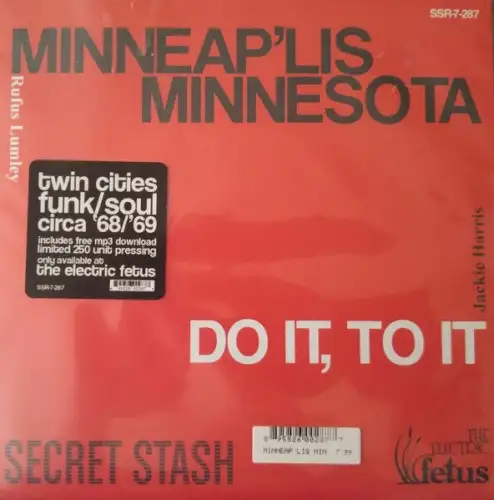 SSR-7-287
MINNEAP'LIS
MINNESOTA
Rufus Lumley
twin cities
funk/soul
circa '68/'69
includes free mp3 download
limited 250 unit pressing
only available at
the electric fetus
SSR-7-287
Jackie Harris
DO IT, TO IT
MINNEAP LIS MIN 7.99
SECRET STASH
THE
ELECTRIC
fetus